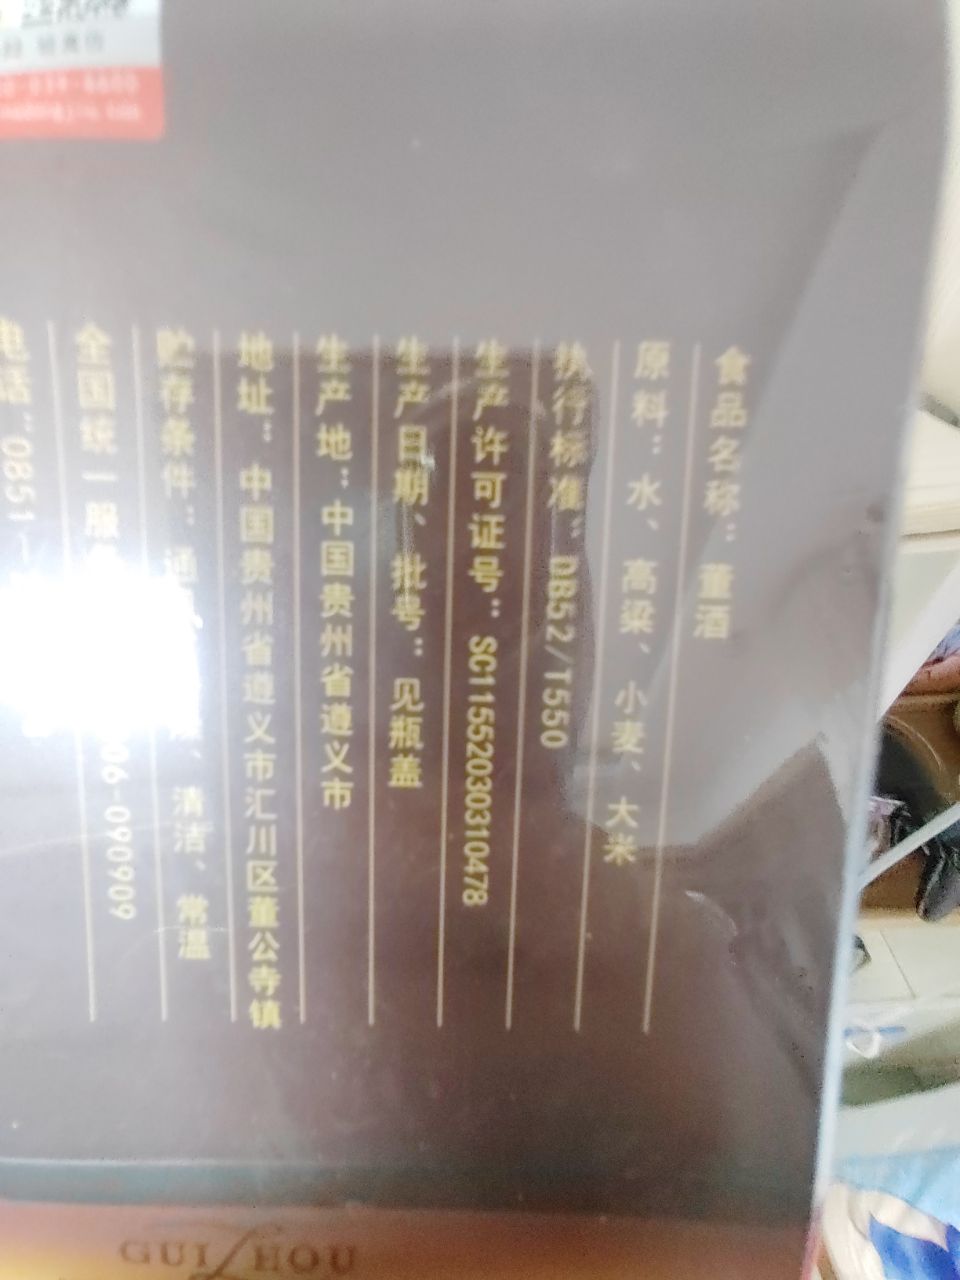 食品名称：董酒
原料：水、高粱、小麦、大米
执行标准：DB52/T550
生产许可证号：SC11552030310478
生产日期、批号：见瓶盖
生产地：中国贵州省遵义市
地址：中国贵州省遵义市汇川区董公寺镇
贮存条件：通 、清洁、常温
全国统一服 06-090909
电话：0851-
GUIZHOU